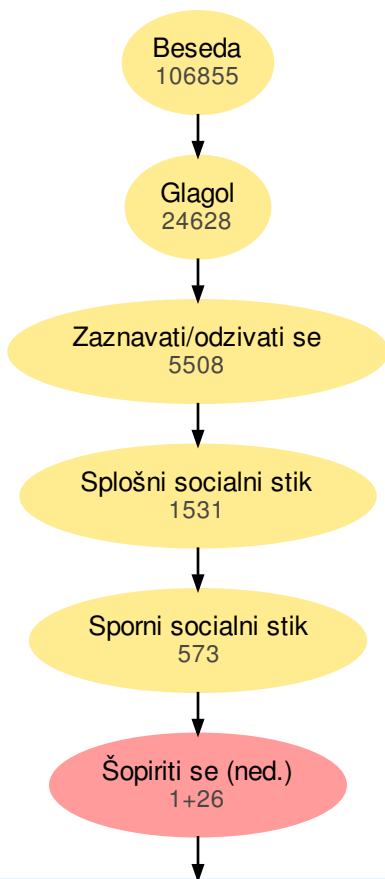 Beseda
106855
Glagol
24628
Zaznavati/odzivati se
5508
Splošni socialni stik
1531
Sporni socialni stik
573
Šopiriti se (ned.)
1+26